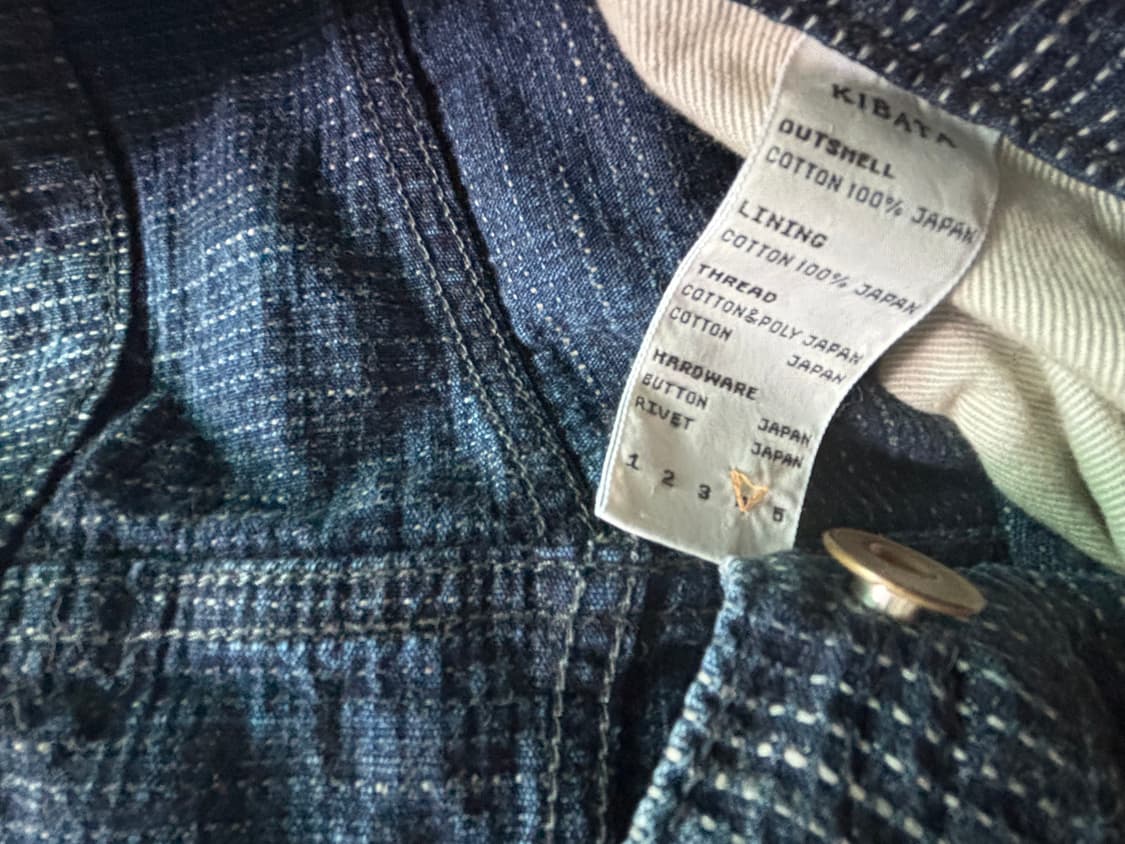 KIBATA
OUTSHELL
COTTON 100% JAPAN
LINING
COTTON 100% JAPAN
THREAD
COTTON&POLY JAPAN
COTTON JAPAN
HARDWARE
BUTTON JAPAN
RIVET JAPAN
1 2 3 5